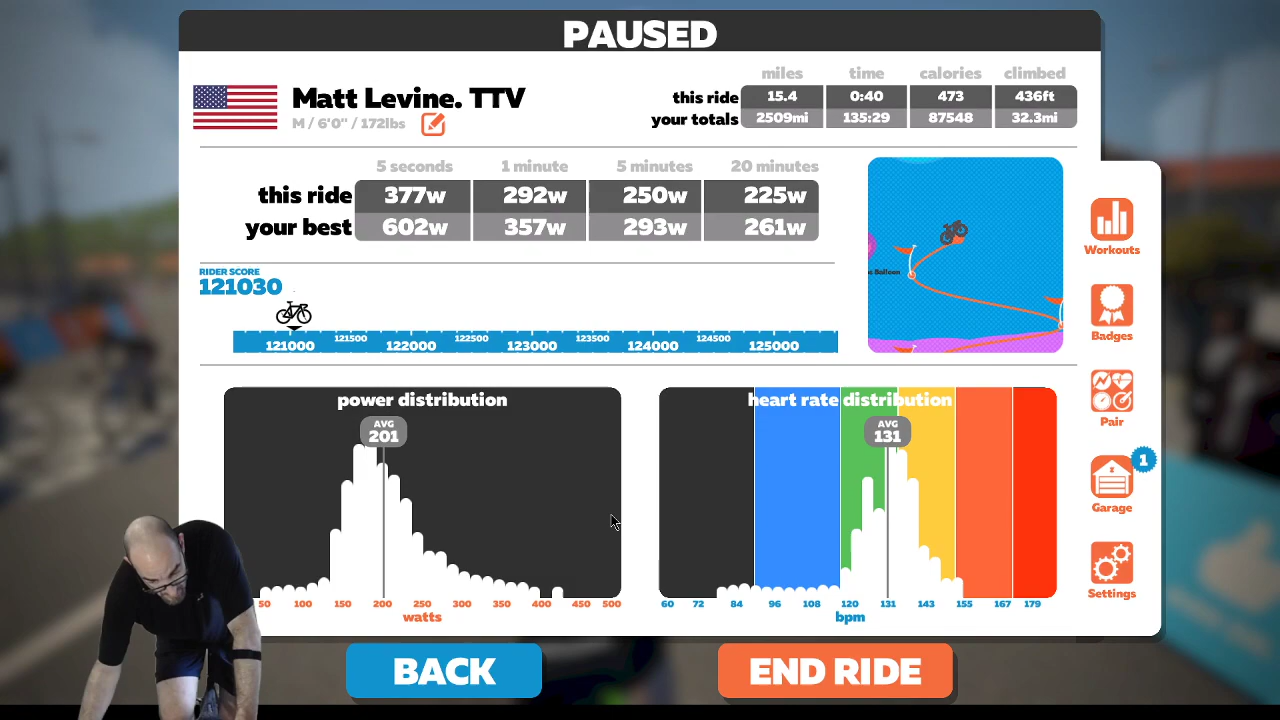 PAUSED
Matt Levine. TTV
M / 6'0" / 172lbs
miles time calories climbed
this ride 15.4 0:40 473 436ft
your totals 2509mi 135:29 87548 32.3mi
5 seconds 1 minute 5 minutes 20 minutes
this ride 377w 292w 250w 225w
your best 602w 357w 293w 261w
RIDER SCORE
121030
121000 121500 122000 122500 123000 123500 124000 124500 125000
Balloon
Workouts
Badges
Pair
1
Garage
Settings
power distribution
AVG
201
50 100 150 200 250 300 350 400 450 500
watts
heart rate distribution
AVG
131
60 72 84 96 108 120 131 143 155 167 179
bpm
BACK
END RIDE